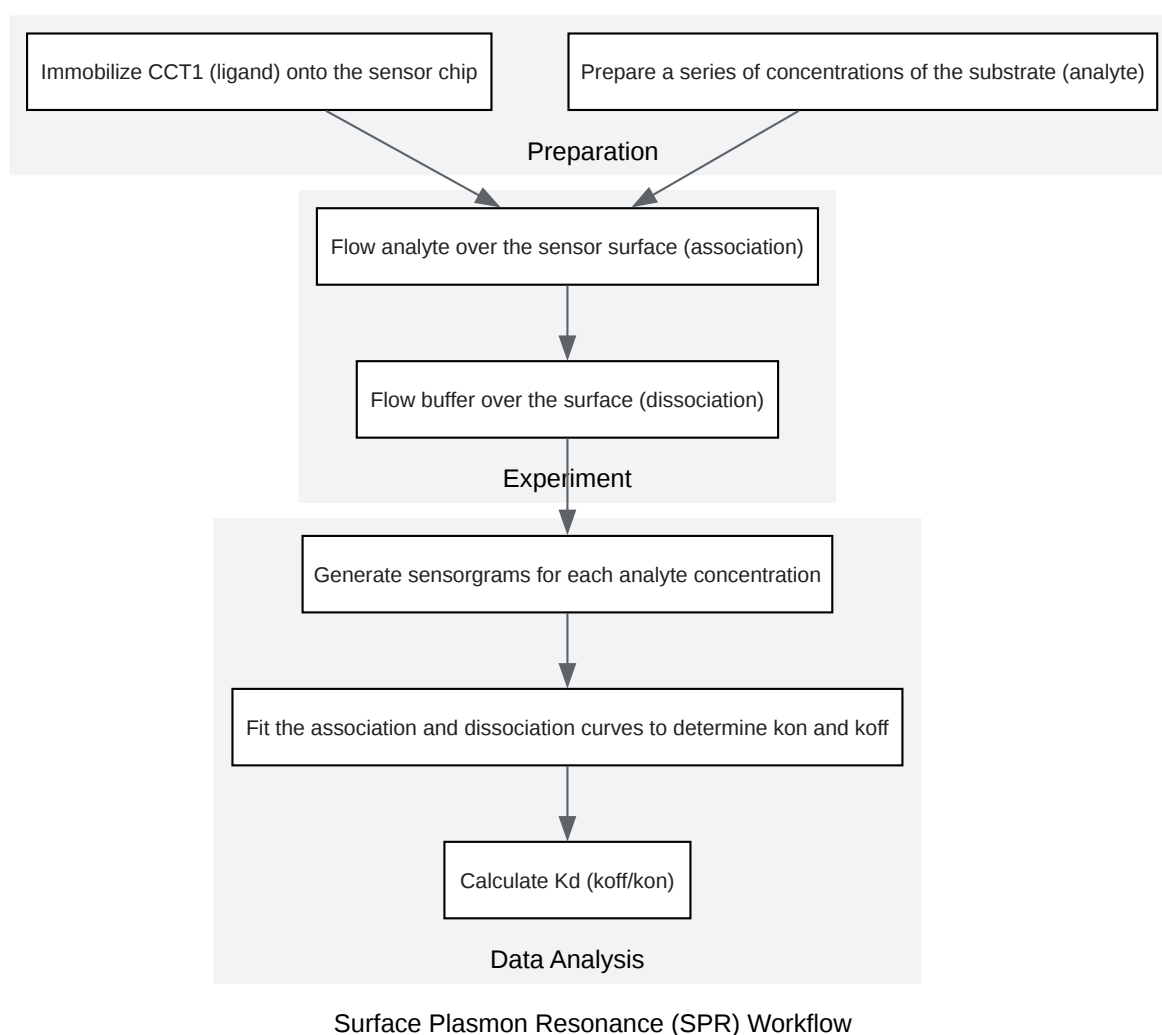 Immobilize CCT1 (ligand) onto the sensor chip
Prepare a series of concentrations of the substrate (analyte)
Preparation
Flow analyte over the sensor surface (association)
Flow buffer over the surface (dissociation)
Experiment
Generate sensorgrams for each analyte concentration
Fit the association and dissociation curves to determine kon and koff
Calculate Kd (koff/kon)
Data Analysis
Surface Plasmon Resonance (SPR) Workflow